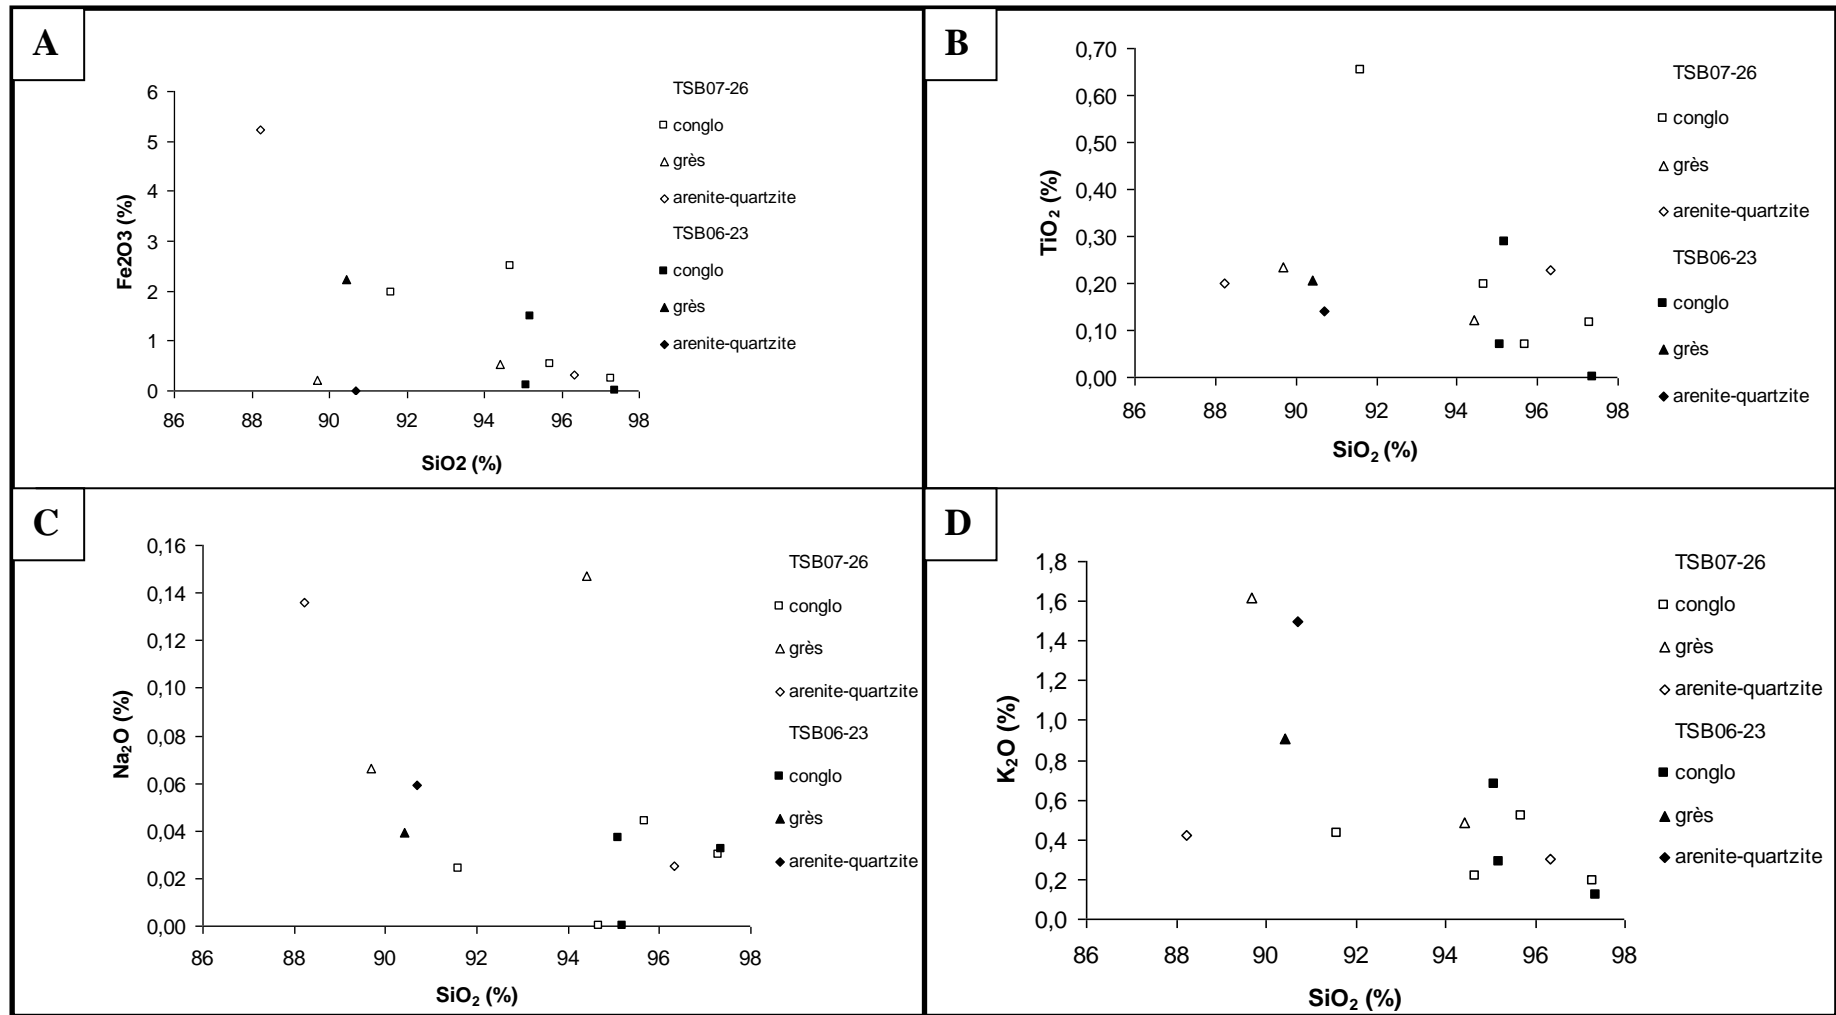 A
Fe2O3 (%)
6
5
4
3
2
1
0
86 88 90 92 94 96 98
SiO2 (%)
TSB07-26
conglo
grès
arenite-quartzite
TSB06-23
conglo
grès
arenite-quartzite
B
TiO₂ (%)
0,70
0,60
0,50
0,40
0,30
0,20
0,10
0,00
86 88 90 92 94 96 98
SiO₂ (%)
TSB07-26
conglo
grès
arenite-quartzite
TSB06-23
conglo
grès
arenite-quartzite
C
Na₂O (%)
0,16
0,14
0,12
0,10
0,08
0,06
0,04
0,02
0,00
86 88 90 92 94 96 98
SiO₂ (%)
TSB07-26
conglo
grès
arenite-quartzite
TSB06-23
conglo
grès
arenite-quartzite
D
K₂O (%)
1,8
1,6
1,4
1,2
1,0
0,8
0,6
0,4
0,2
0,0
86 88 90 92 94 96 98
SiO₂ (%)
TSB07-26
conglo
grès
arenite-quartzite
TSB06-23
conglo
grès
arenite-quartzite